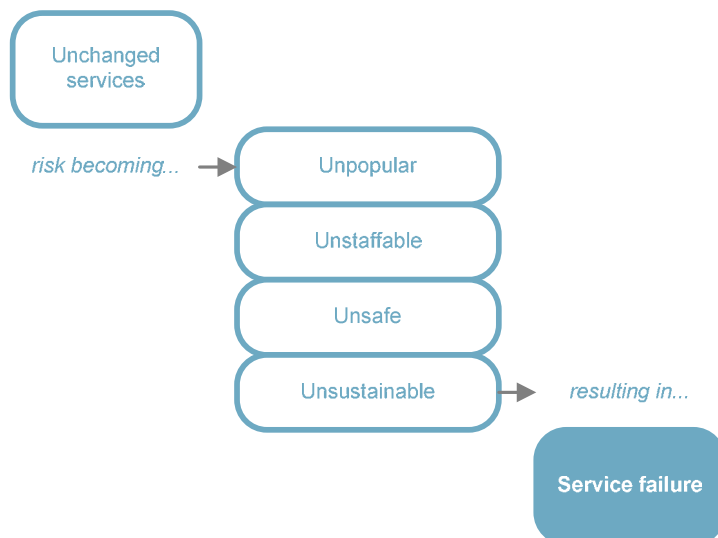 Unchanged
services
risk becoming...
Unpopular
Unstaffable
Unsafe
Unsustainable
resulting in...
Service failure